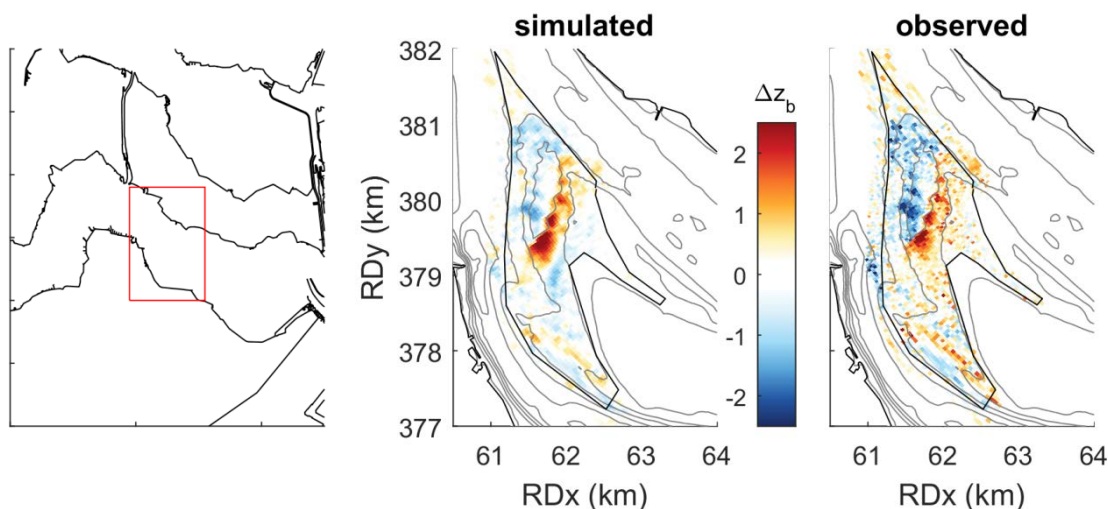 simulated
observed
382
381
380
379
378
377
RDy (km)
61 62 63 64
RDx (km)
Δz_b
2
1
0
-1
-2
61 62 63 64
RDx (km)